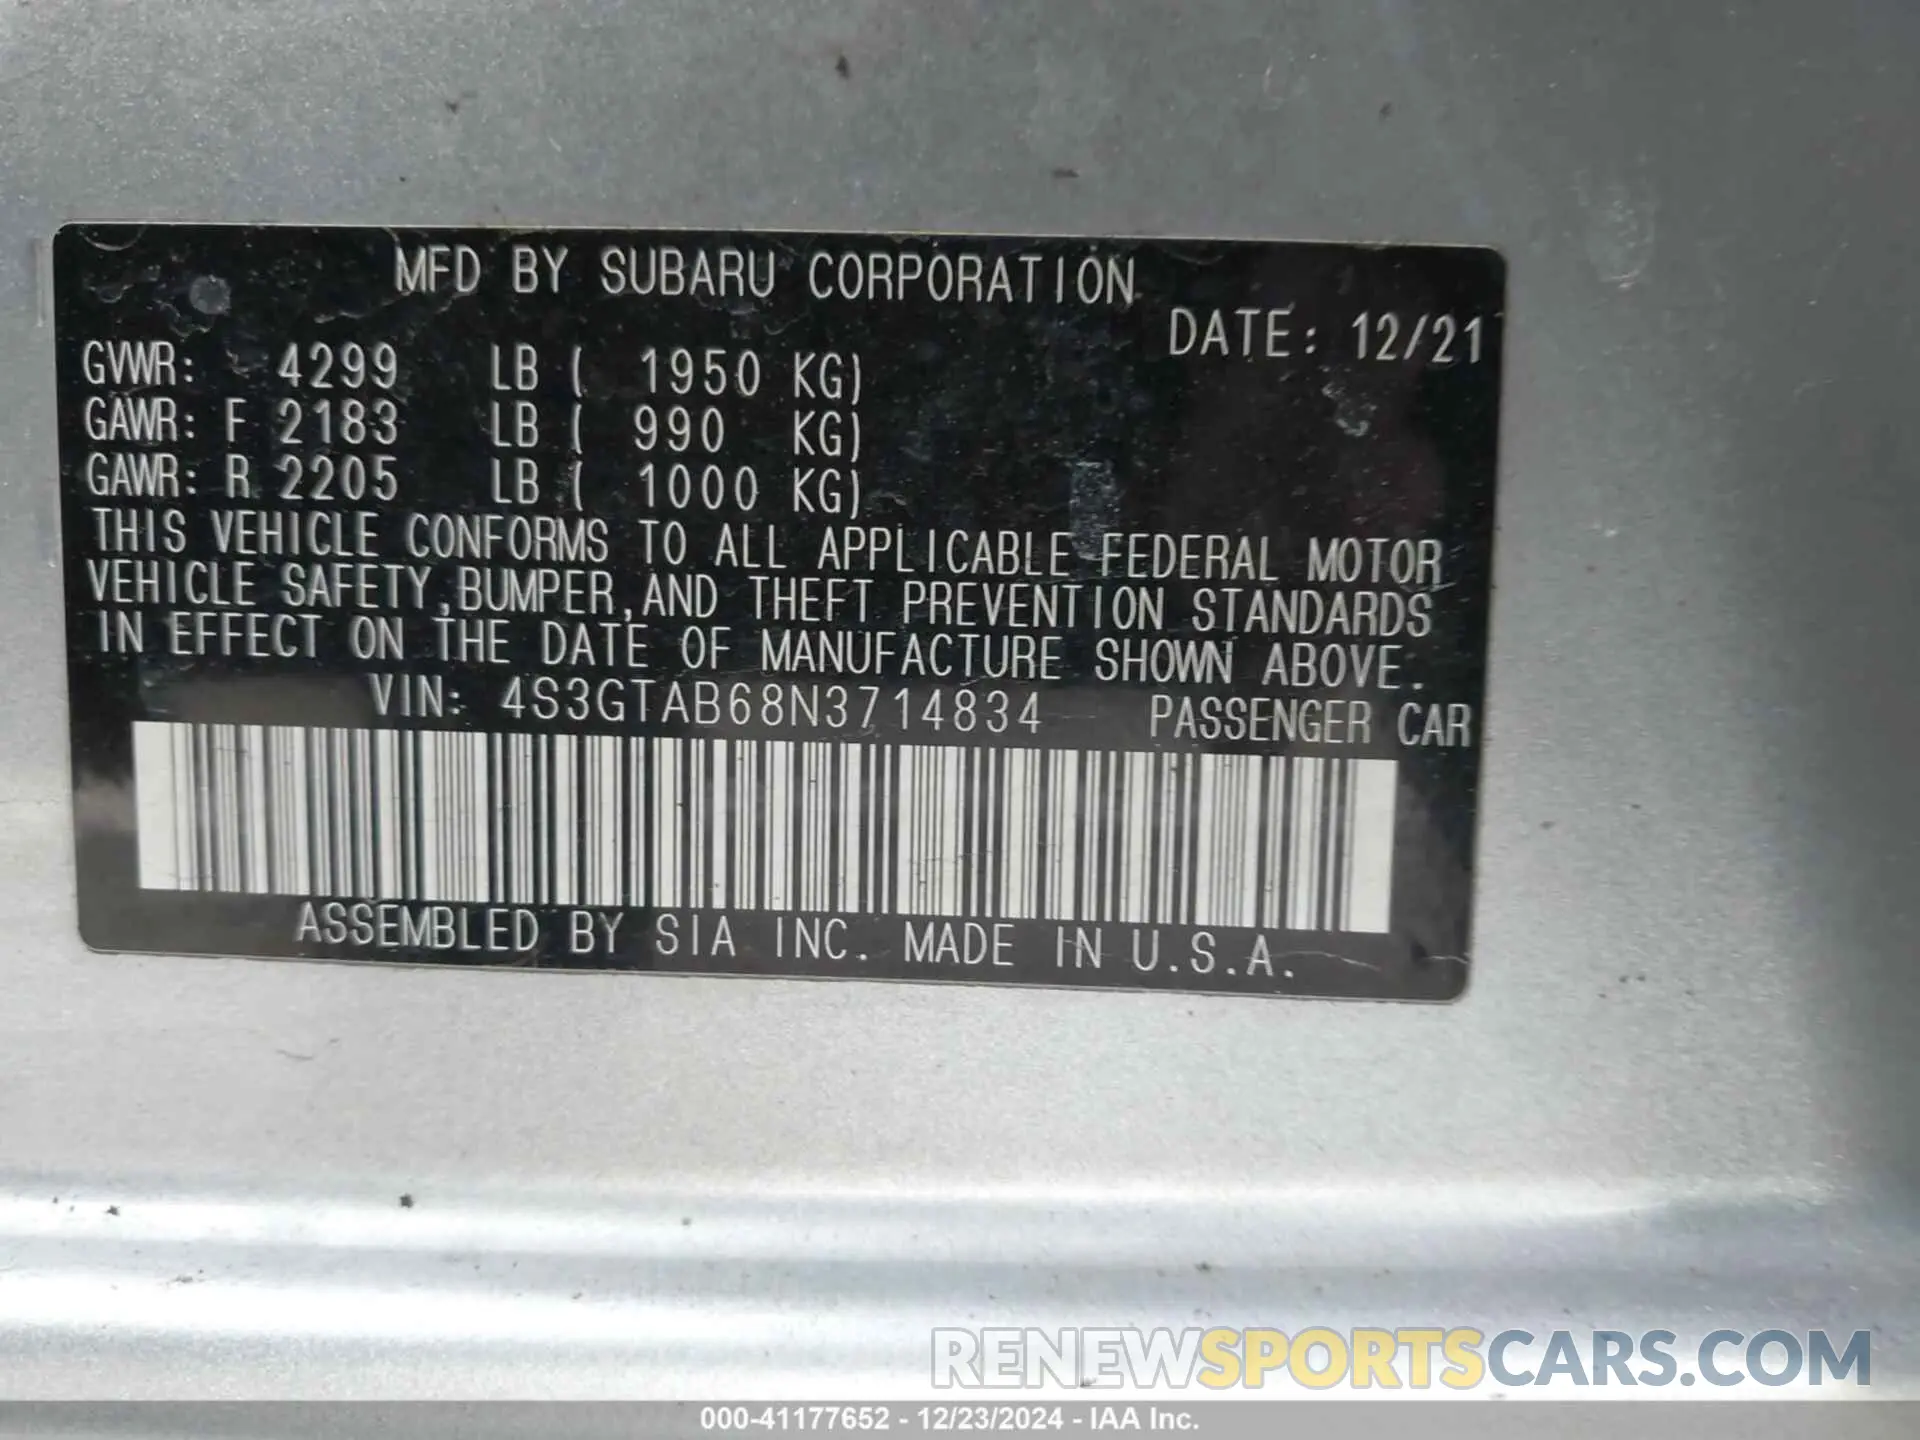 MFD BY SUBARU CORPORATION
DATE: 12/21
GVWR: 4299 LB ( 1950 KG)
GAWR: F 2183 LB ( 990 KG)
GAWR: R 2205 LB ( 1000 KG)
THIS VEHICLE CONFORMS TO ALL APPLICABLE FEDERAL MOTOR
VEHICLE SAFETY,BUMPER,AND THEFT PREVENTION STANDARDS
IN EFFECT ON THE DATE OF MANUFACTURE SHOWN ABOVE.
VIN: 4S3GTAB68N3714834 PASSENGER CAR
ASSEMBLED BY SIA INC. MADE IN U.S.A.
RENEWSPORTSCARS.COM
000-41177652 - 12/23/2024 - IAA Inc.